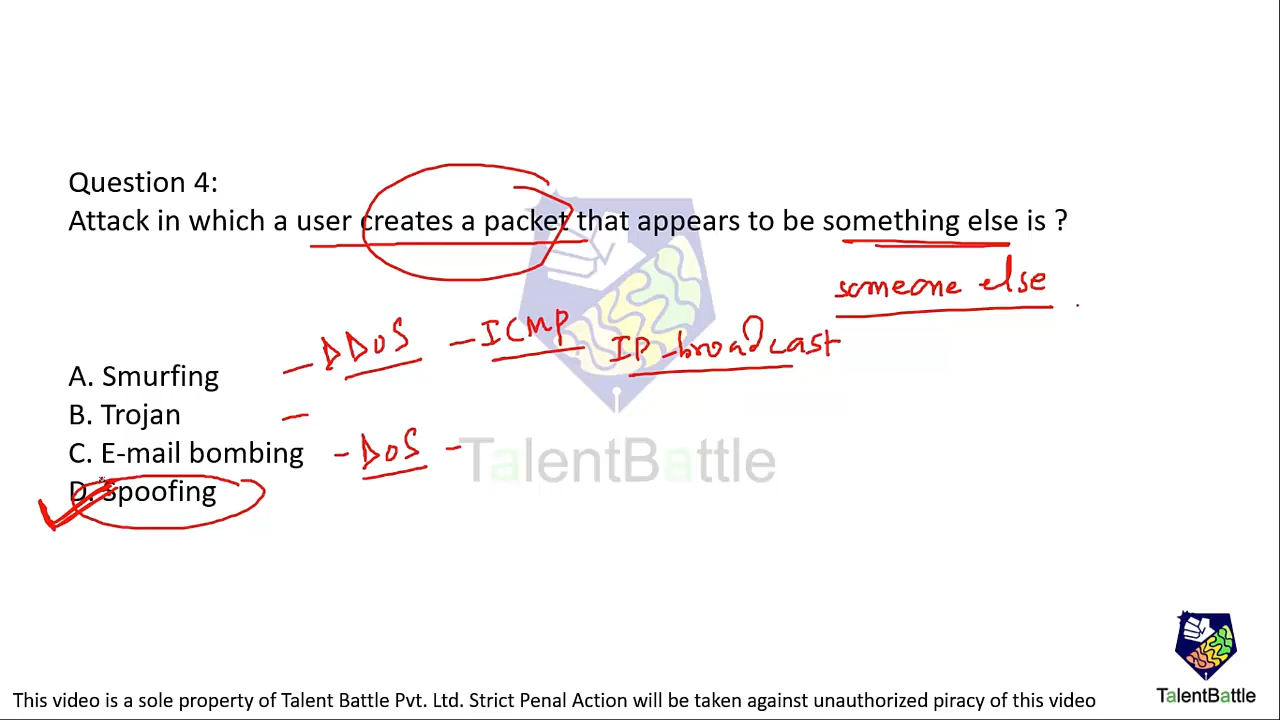 Question 4:
Attack in which a user creates a packet that appears to be something else is ?
someone else
- DDOS - ICMP IP-broadcast
A. Smurfing
B. Trojan -
C. E-mail bombing - DOS -
TalentBattle
D. Spoofing
TalentBattle
This video is a sole property of Talent Battle Pvt. Ltd. Strict Penal Action will be taken against unauthorized piracy of this video